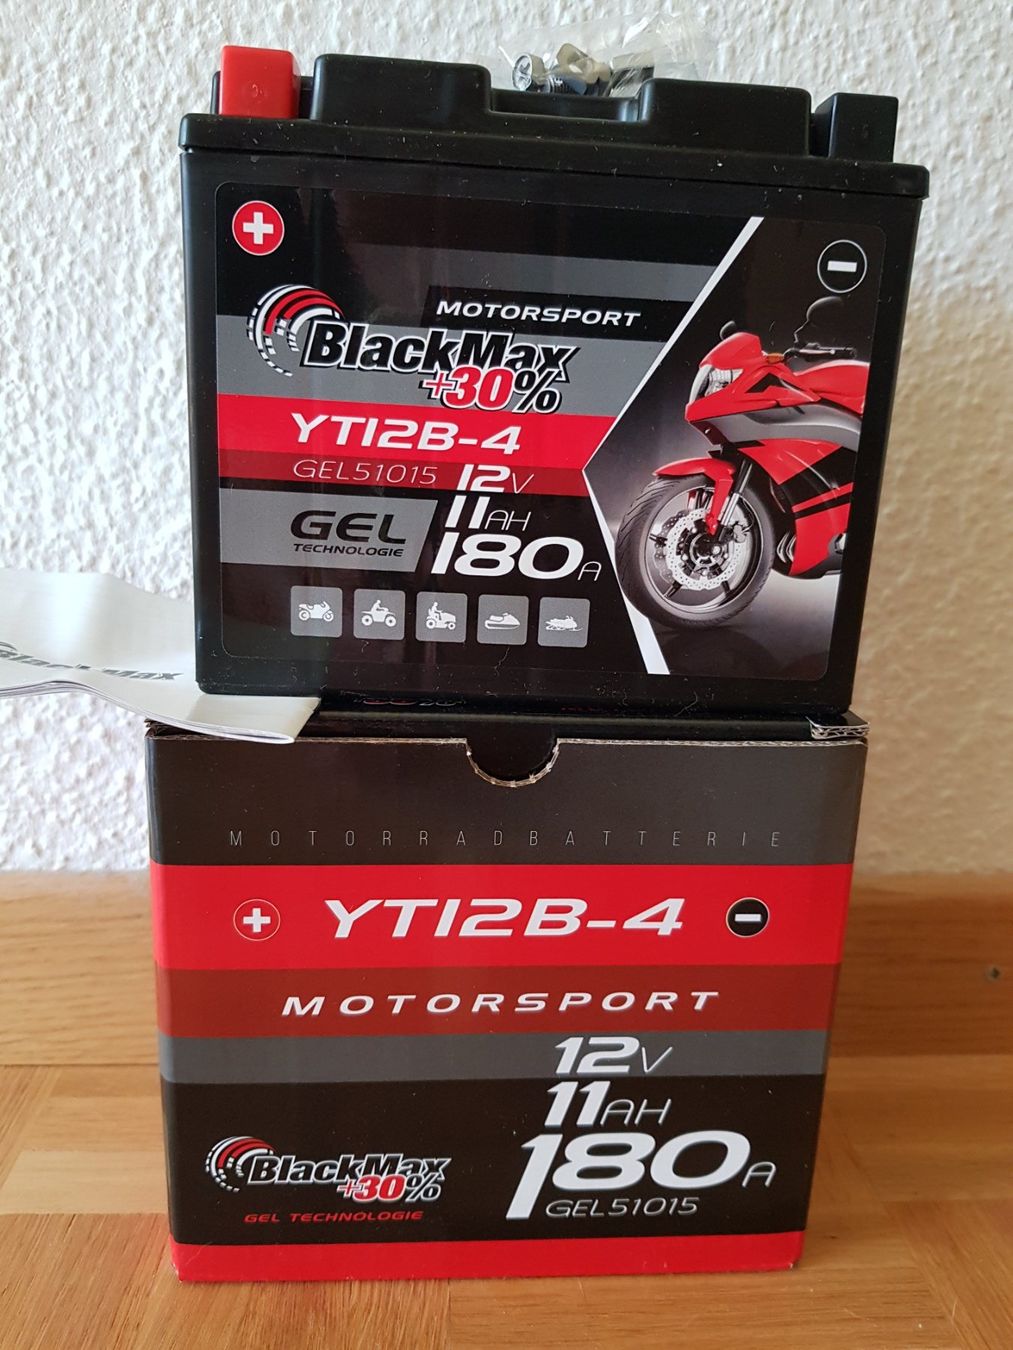 MOTORSPORT
BlackMax
+30%
YT12B-4
GEL51015 12V
11AH
GEL
TECHNOLOGIE
180A
BlackMax
MOTORRADBATTERIE
YT12B-4
MOTORSPORT
12V
11AH
180A
GEL51015
BlackMax
+30%
GEL TECHNOLOGIE